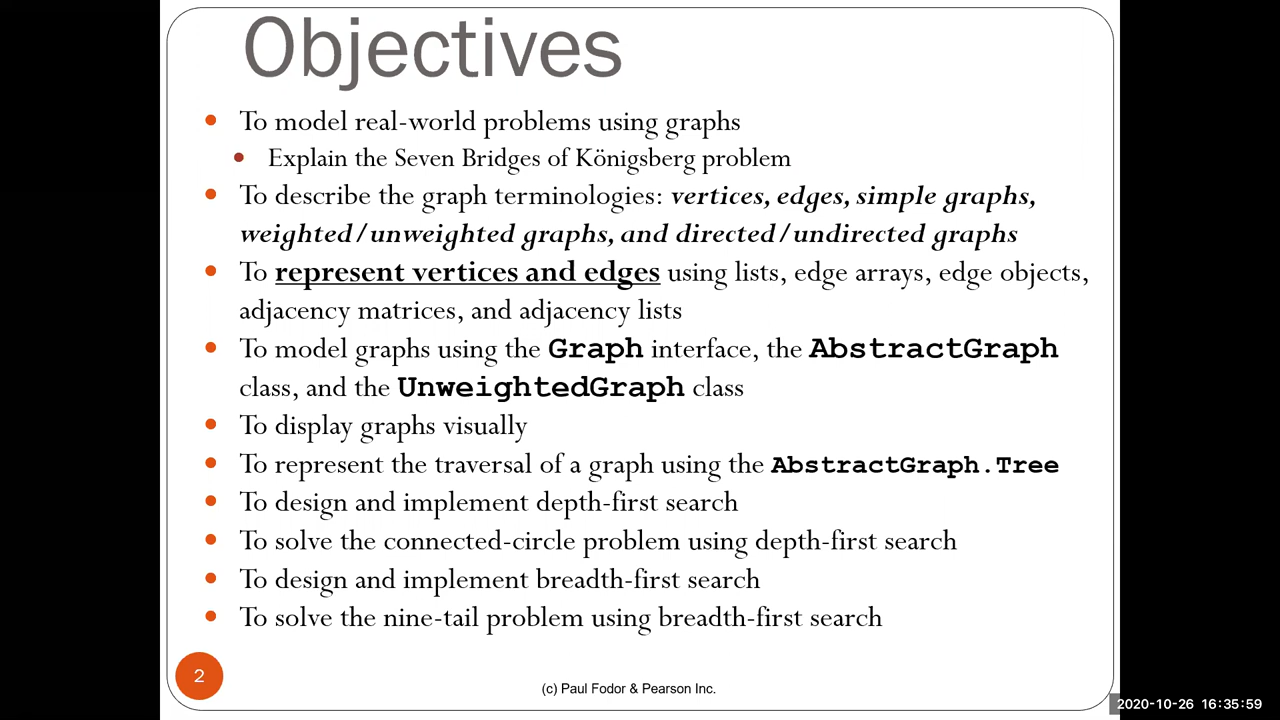 Objectives
To model real-world problems using graphs
Explain the Seven Bridges of Königsberg problem
To describe the graph terminologies: vertices, edges, simple graphs,
weighted/unweighted graphs, and directed/undirected graphs
To represent vertices and edges using lists, edge arrays, edge objects,
adjacency matrices, and adjacency lists
To model graphs using the Graph interface, the AbstractGraph
class, and the UnweightedGraph class
To display graphs visually
To represent the traversal of a graph using the AbstractGraph.Tree
To design and implement depth-first search
To solve the connected-circle problem using depth-first search
To design and implement breadth-first search
To solve the nine-tail problem using breadth-first search
2
(c) Paul Fodor & Pearson Inc.
2020-10-26 16:35:59